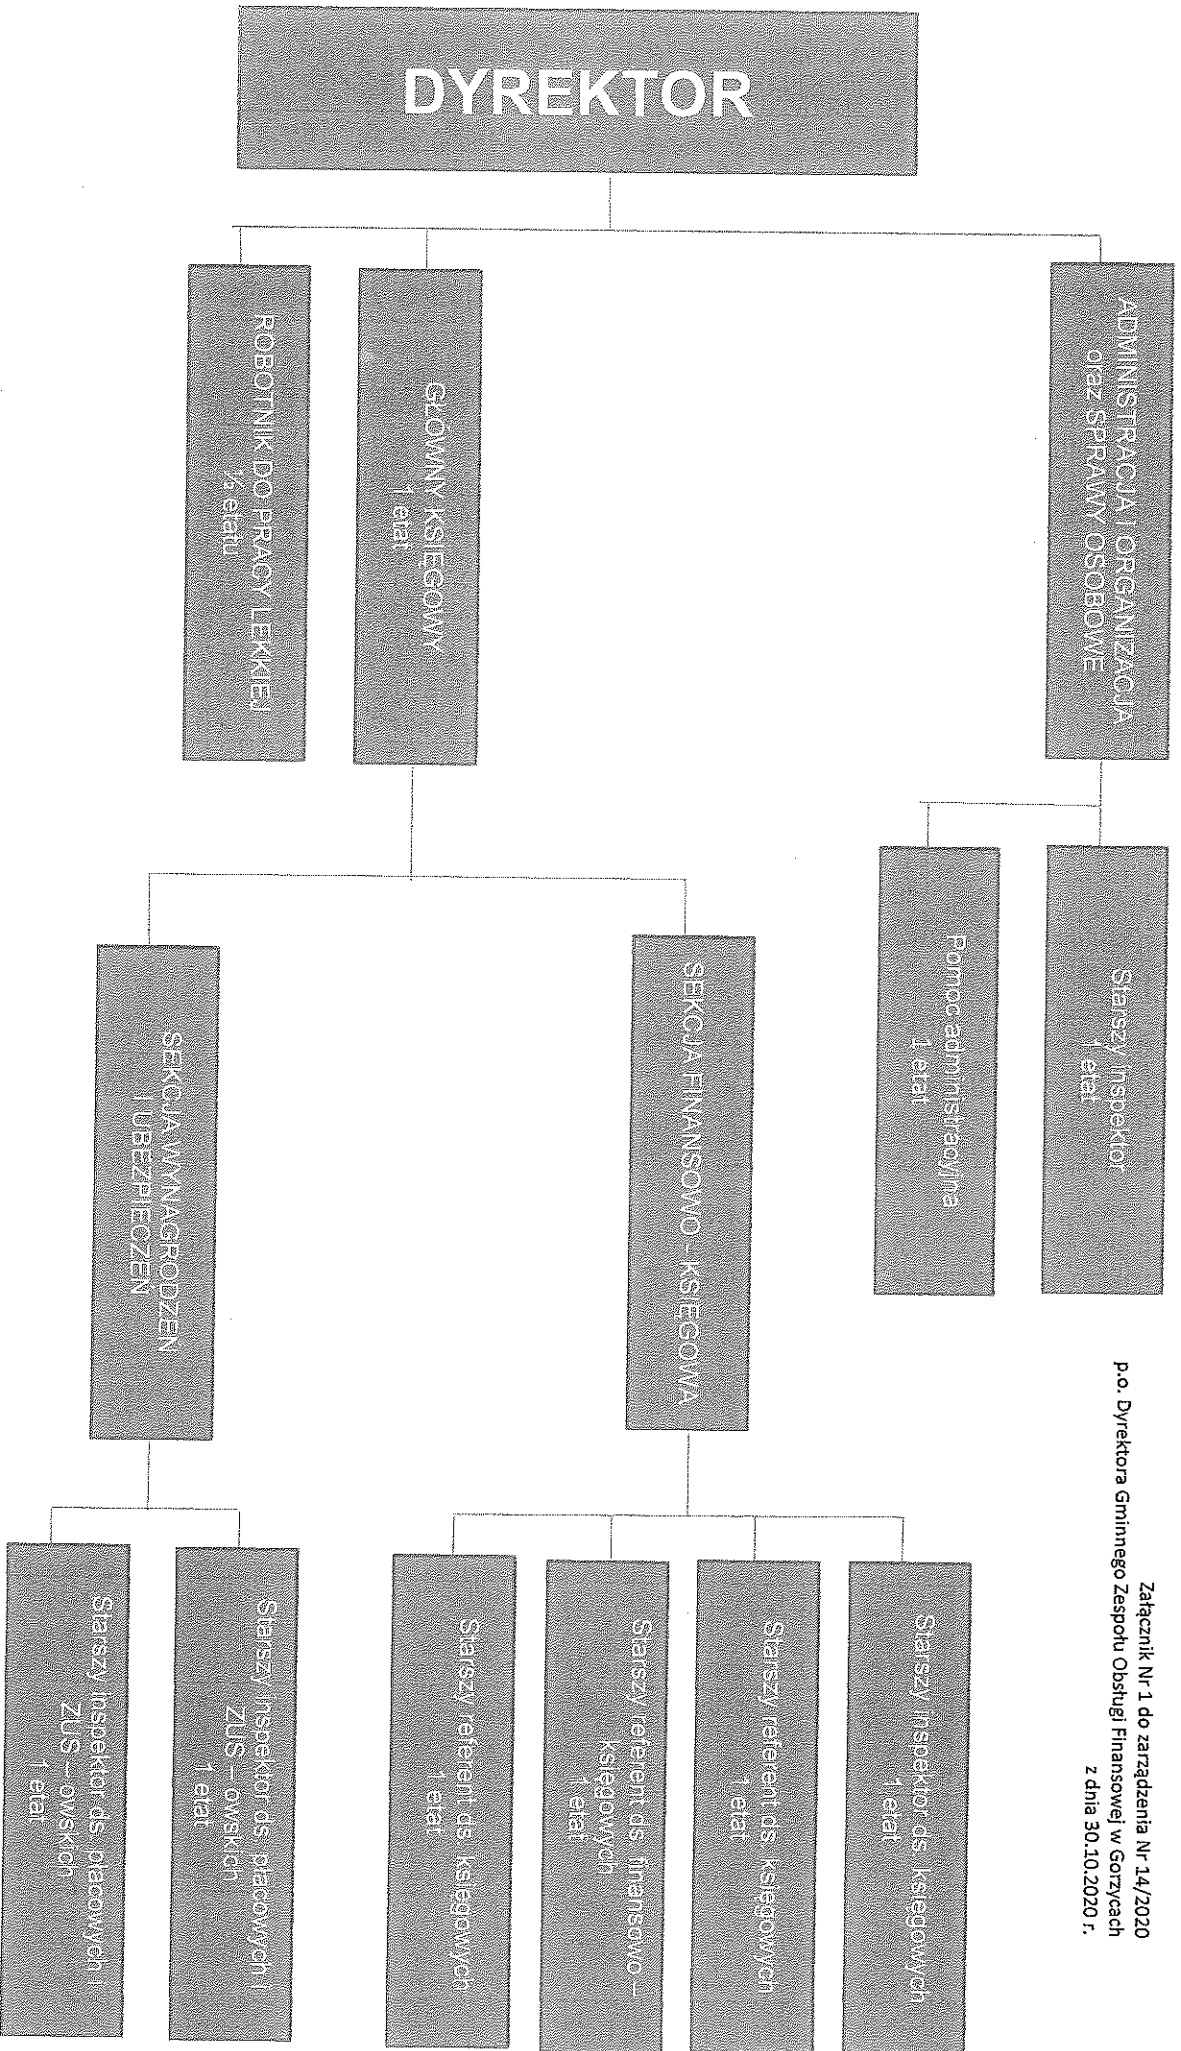 Załącznik Nr 1 do zarządzenia Nr 14/2020
p.o. Dyrektora Gminnego Zespołu Obsługi Finansowej w Gorzycach
z dnia 30.10.2020 r.
DYREKTOR
ADMINISTRACJA I ORGANIZACJA
oraz SPRAWY OSOBOWE
Starszy inspektor
1 etat
Pomoc administracyjna
1 etat
GŁÓWNY KSIĘGOWY
1 etat
ROBOTNIK DO PRACY LEKKIEJ
½ etatu
SEKCJA FINANSOWO - KSIĘGOWA
Starszy inspektor ds. księgowych
1 etat
Starszy referent ds. księgowych
1 etat
Starszy referent ds. finansowo –
księgowych
1 etat
Starszy referent ds. księgowych
1 etat
SEKCJA WYNAGRODZEŃ
I UBEZPIECZEŃ
Starszy inspektor ds. płacowych i
ZUS – owskich
1 etat
Starszy inspektor ds. płacowych i
ZUS – owskich
1 etat